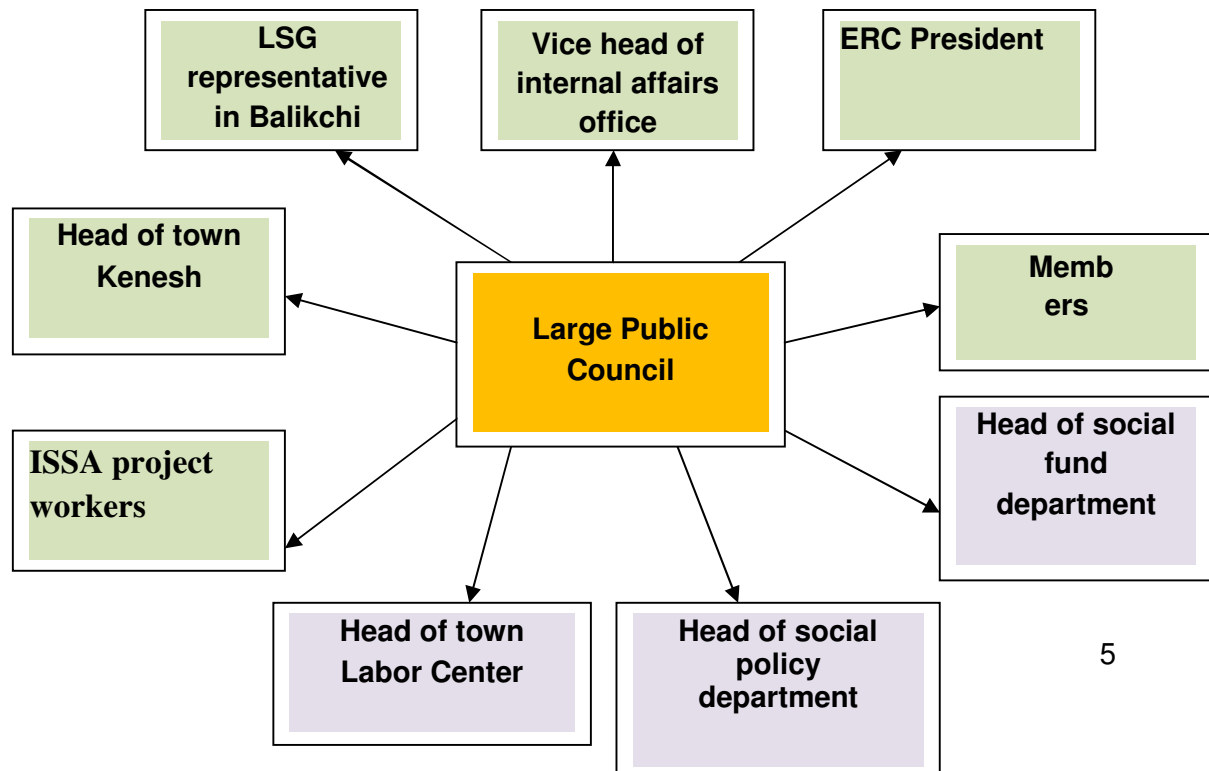 LSG
representative
in Balikchi
Vice head of
internal affairs
office
ERC President
Head of town
Kenesh
Memb
ers
Large Public
Council
ISSA project
workers
Head of social
fund
department
Head of town
Labor Center
Head of social
policy
department
5